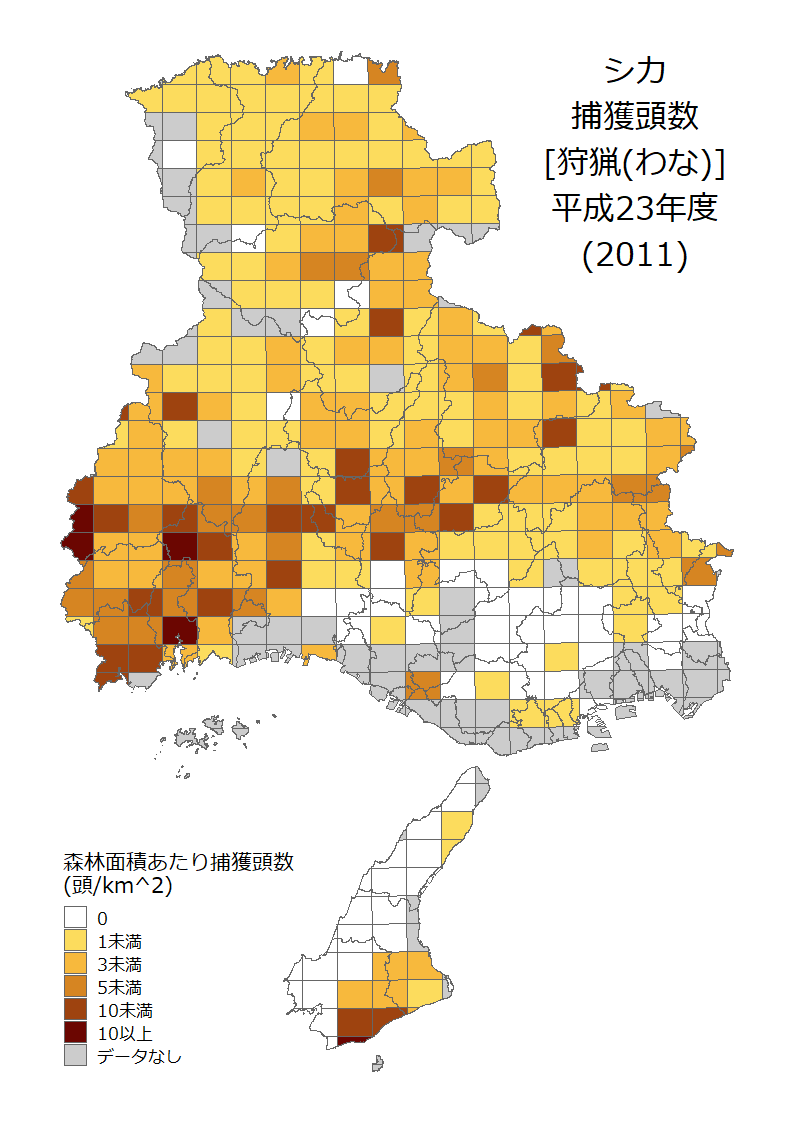 シカ
捕獲頭数
[狩猟(わな)]
平成23年度
(2011)
森林面積あたり捕獲頭数
(頭/km^2)
0
1未満
3未満
5未満
10未満
10以上
データなし